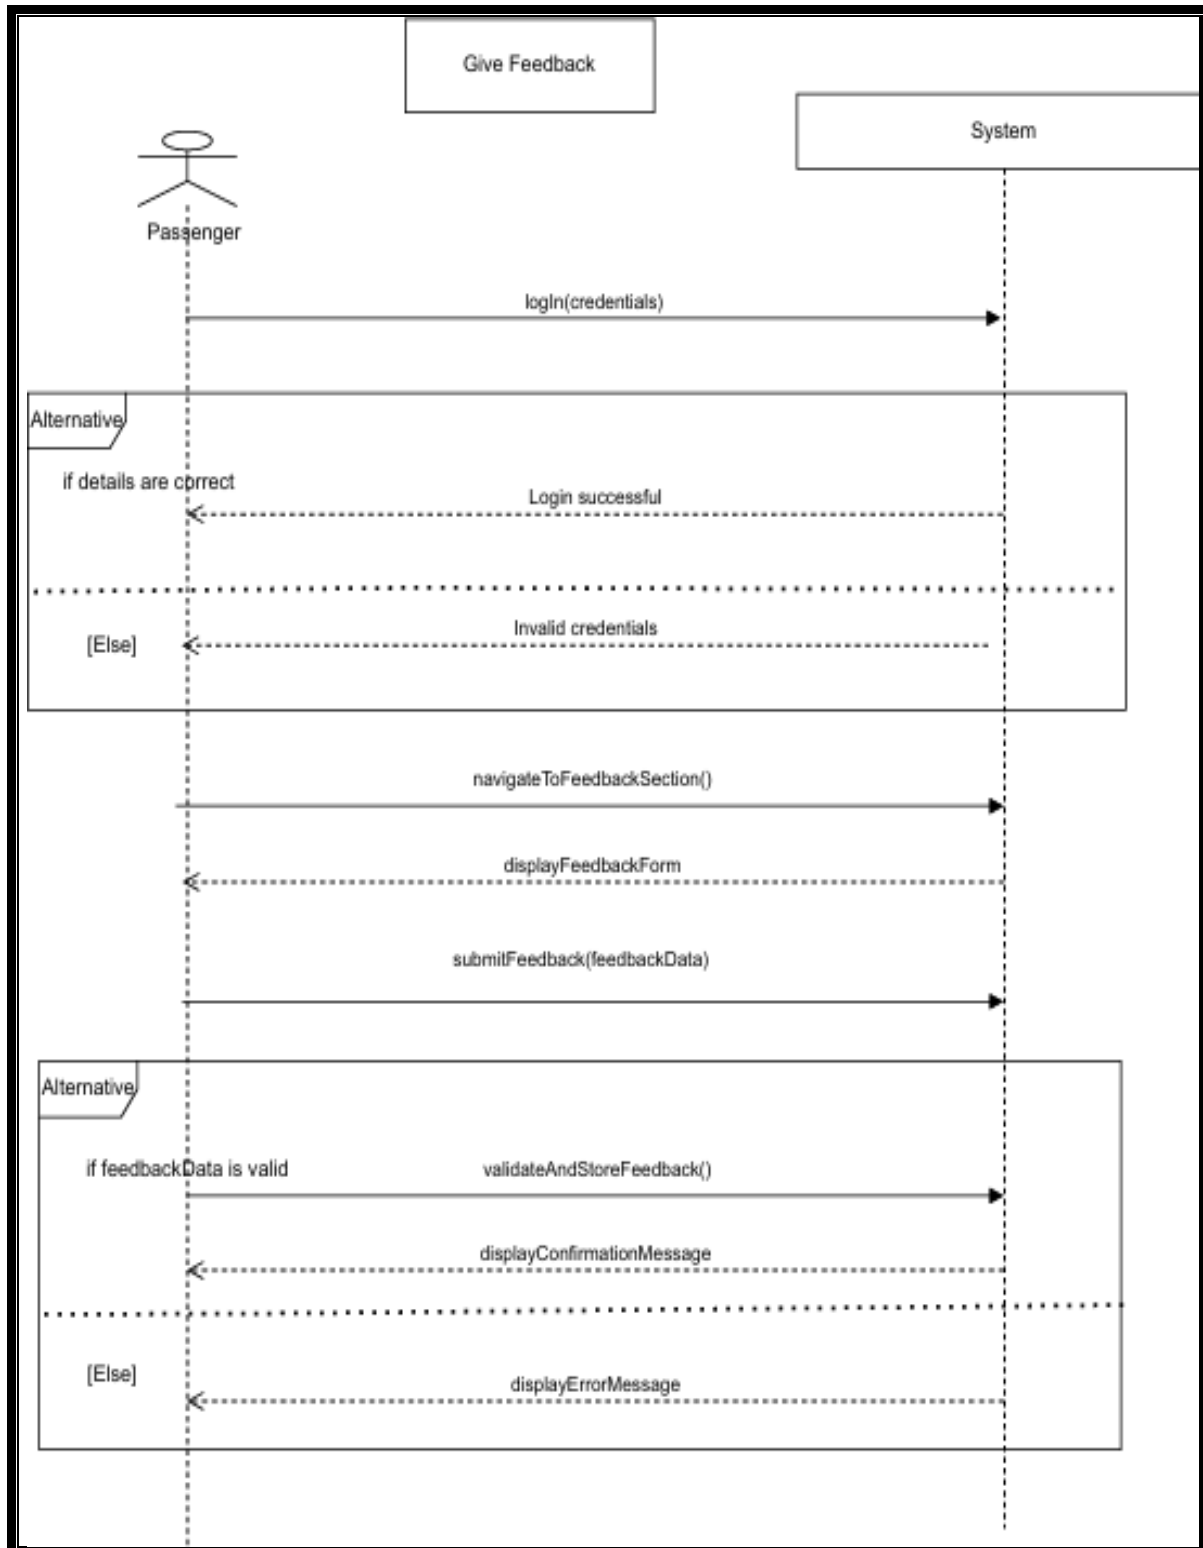 Give Feedback
System
Passenger
logIn(credentials)
Alternative
if details are correct
Login successful
[Else]
Invalid credentials
navigateToFeedbackSection()
displayFeedbackForm
submitFeedback(feedbackData)
Alternative
if feedbackData is valid
validateAndStoreFeedback()
displayConfirmationMessage
[Else]
displayErrorMessage